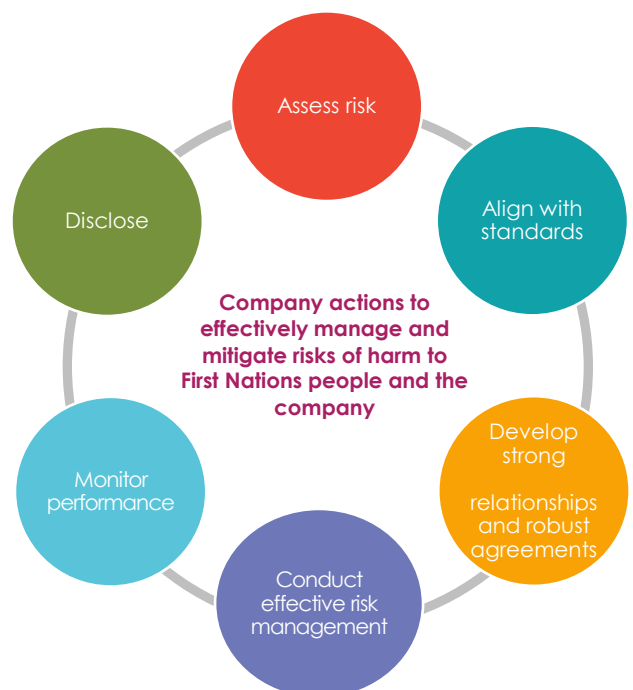 Assess risk
Align with
standards
Develop
strong
relationships
and robust
agreements
Conduct
effective risk
management
Monitor
performance
Disclose
Company actions to
effectively manage and
mitigate risks of harm to
First Nations people and the
company